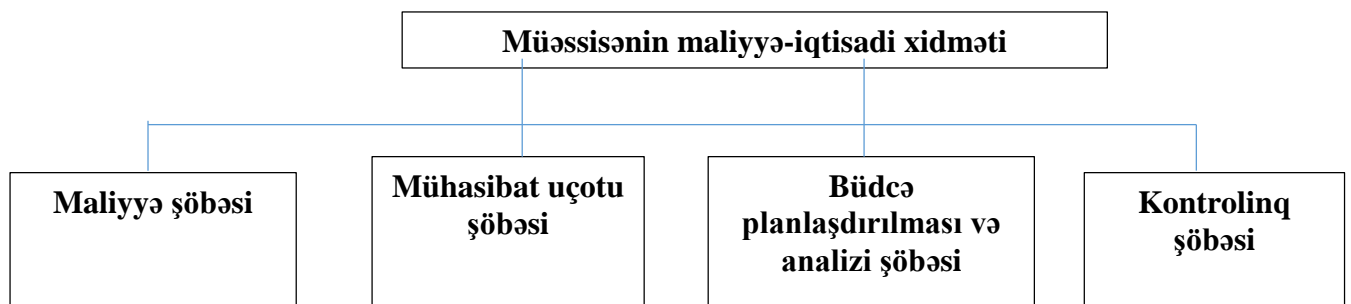 Müəssisənin maliyyə-iqtisadi xidməti
Maliyyə şöbəsi
Mühasibat uçotu
şöbəsi
Büdcə
planlaşdırılması və
analizi şöbəsi
Kontrolinq
şöbəsi